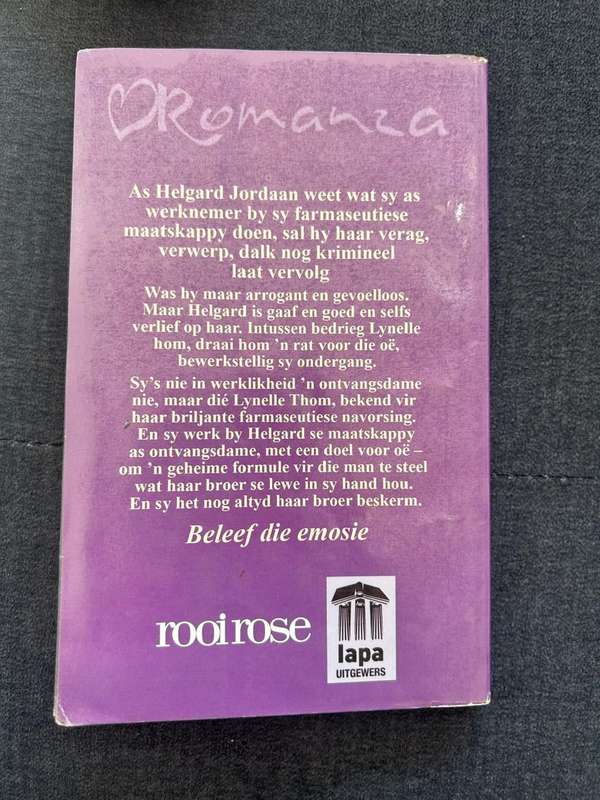 Romanza
As Helgard Jordaan weet wat sy as
werknemer by sy farmaseutiese
maatskappy doen, sal hy haar verag,
verwerp, dalk nog krimineel
laat vervolg
Was hy maar arrogant en gevoelloos.
Maar Helgard is gaaf en goed en selfs
verlief op haar. Intussen bedrieg Lynelle
hom, draai hom ’n rat voor die oë,
bewerkstellig sy ondergang.
Sy’s nie in werklikheid ’n ontvangsdame
nie, maar dié Lynelle Thom, bekend vir
haar briljante farmaseutiese navorsing.
En sy werk by Helgard se maatskappy
as ontvangsdame, met een doel voor oë –
om ’n geheime formule vir die man te steel
wat haar broer se lewe in sy hand hou.
En sy het nog altyd haar broer beskerm.
Beleef die emosie
rooi rose
lapa
UITGEWERS